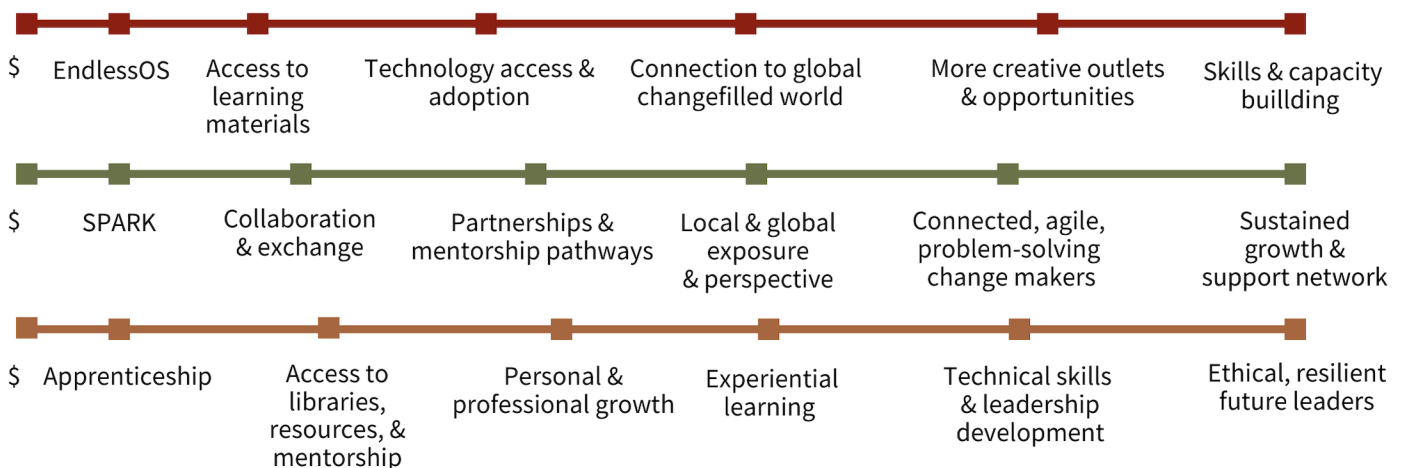 $
EndlessOS
Access to
learning
materials
Technology access &
adoption
Connection to global
changefilled world
More creative outlets
& opportunities
Skills & capacity
buillding
$
SPARK
Collaboration
& exchange
Partnerships &
mentorship pathways
Local & global
exposure
& perspective
Connected, agile,
problem-solving
change makers
Sustained
growth &
support network
$
Apprenticeship
Access to
libraries,
resources, &
mentorship
Personal &
professional growth
Experiential
learning
Technical skills
& leadership
development
Ethical, resilient
future leaders